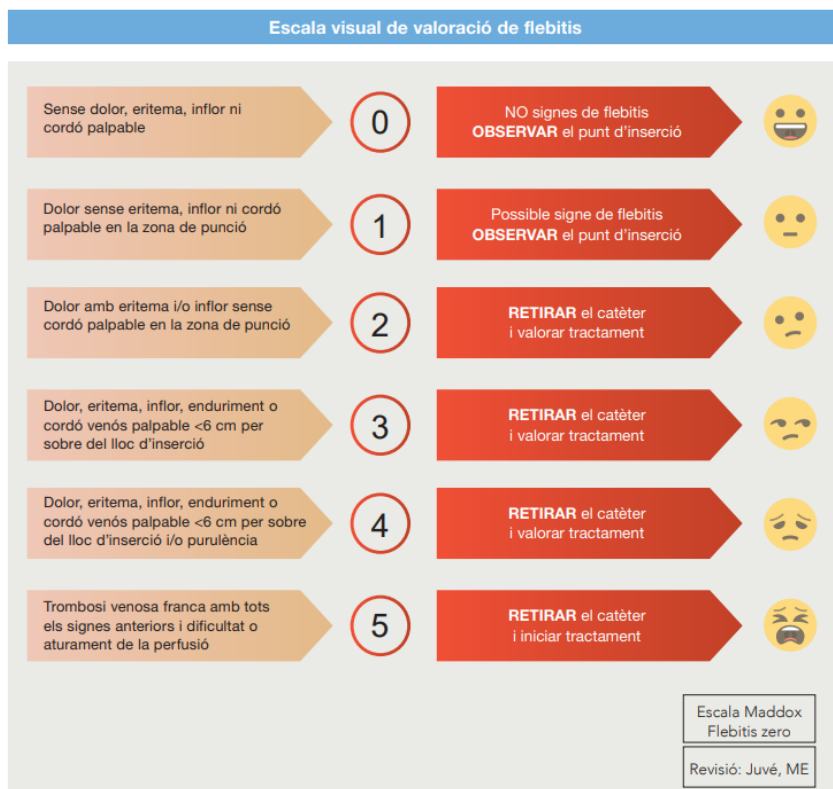 Escala visual de valoració de flebitis
Sense dolor, eritema, inflor ni
cordó palpable
0
NO signes de flebitis
OBSERVAR el punt d'inserció
Dolor sense eritema, inflor ni cordó
palpable en la zona de punció
1
Possible signe de flebitis
OBSERVAR el punt d'inserció
Dolor amb eritema i/o inflor sense
cordó palpable en la zona de punció
2
RETIRAR el catèter
i valorar tractament
Dolor, eritema, inflor, enduriment o
cordó venós palpable <6 cm per
sobre del lloc d'inserció
3
RETIRAR el catèter
i valorar tractament
Dolor, eritema, inflor, enduriment o
cordó venós palpable <6 cm per sobre
del lloc d'inserció i/o purulència
4
RETIRAR el catèter
i valorar tractament
Trombosi venosa franca amb tots
els signes anteriors i dificultat o
aturament de la perfusió
5
RETIRAR el catèter
i iniciar tractament
Escala Maddox
Flebitis zero
Revisió: Juvé, ME